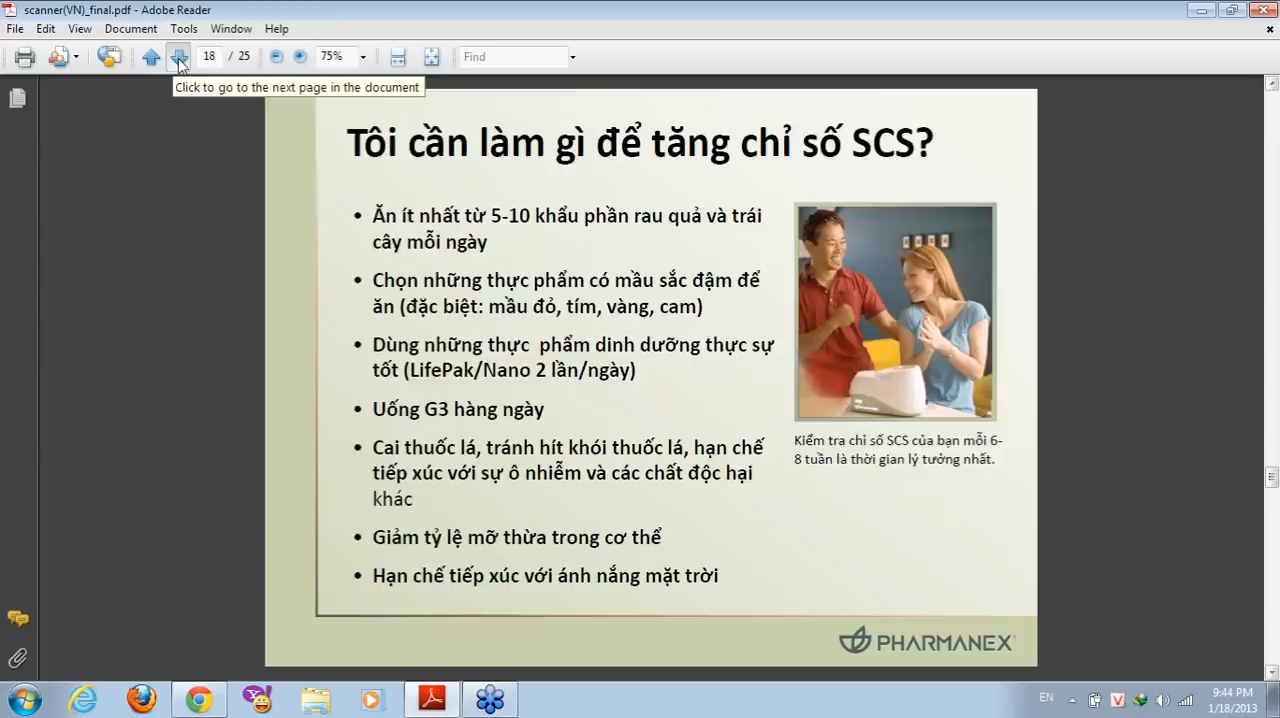 scanner(VN)_final.pdf - Adobe Reader
File Edit View Document Tools Window Help
18 / 25 75% Find
Click to go to the next page in the document
Tôi cần làm gì để tăng chỉ số SCS?
• Ăn ít nhất từ 5-10 khẩu phần rau quả và trái
cây mỗi ngày
• Chọn những thực phẩm có mầu sắc đậm để
ăn (đặc biệt: mầu đỏ, tím, vàng, cam)
• Dùng những thực phẩm dinh dưỡng thực sự
tốt (LifePak/Nano 2 lần/ngày)
• Uống G3 hàng ngày
• Cai thuốc lá, tránh hít khói thuốc lá, hạn chế
tiếp xúc với sự ô nhiễm và các chất độc hại
khác
• Giảm tỷ lệ mỡ thừa trong cơ thể
• Hạn chế tiếp xúc với ánh nắng mặt trời
Kiểm tra chỉ số SCS của bạn mỗi 6-
8 tuần là thời gian lý tưởng nhất.
PHARMANEX
EN
9:44 PM
1/18/2013